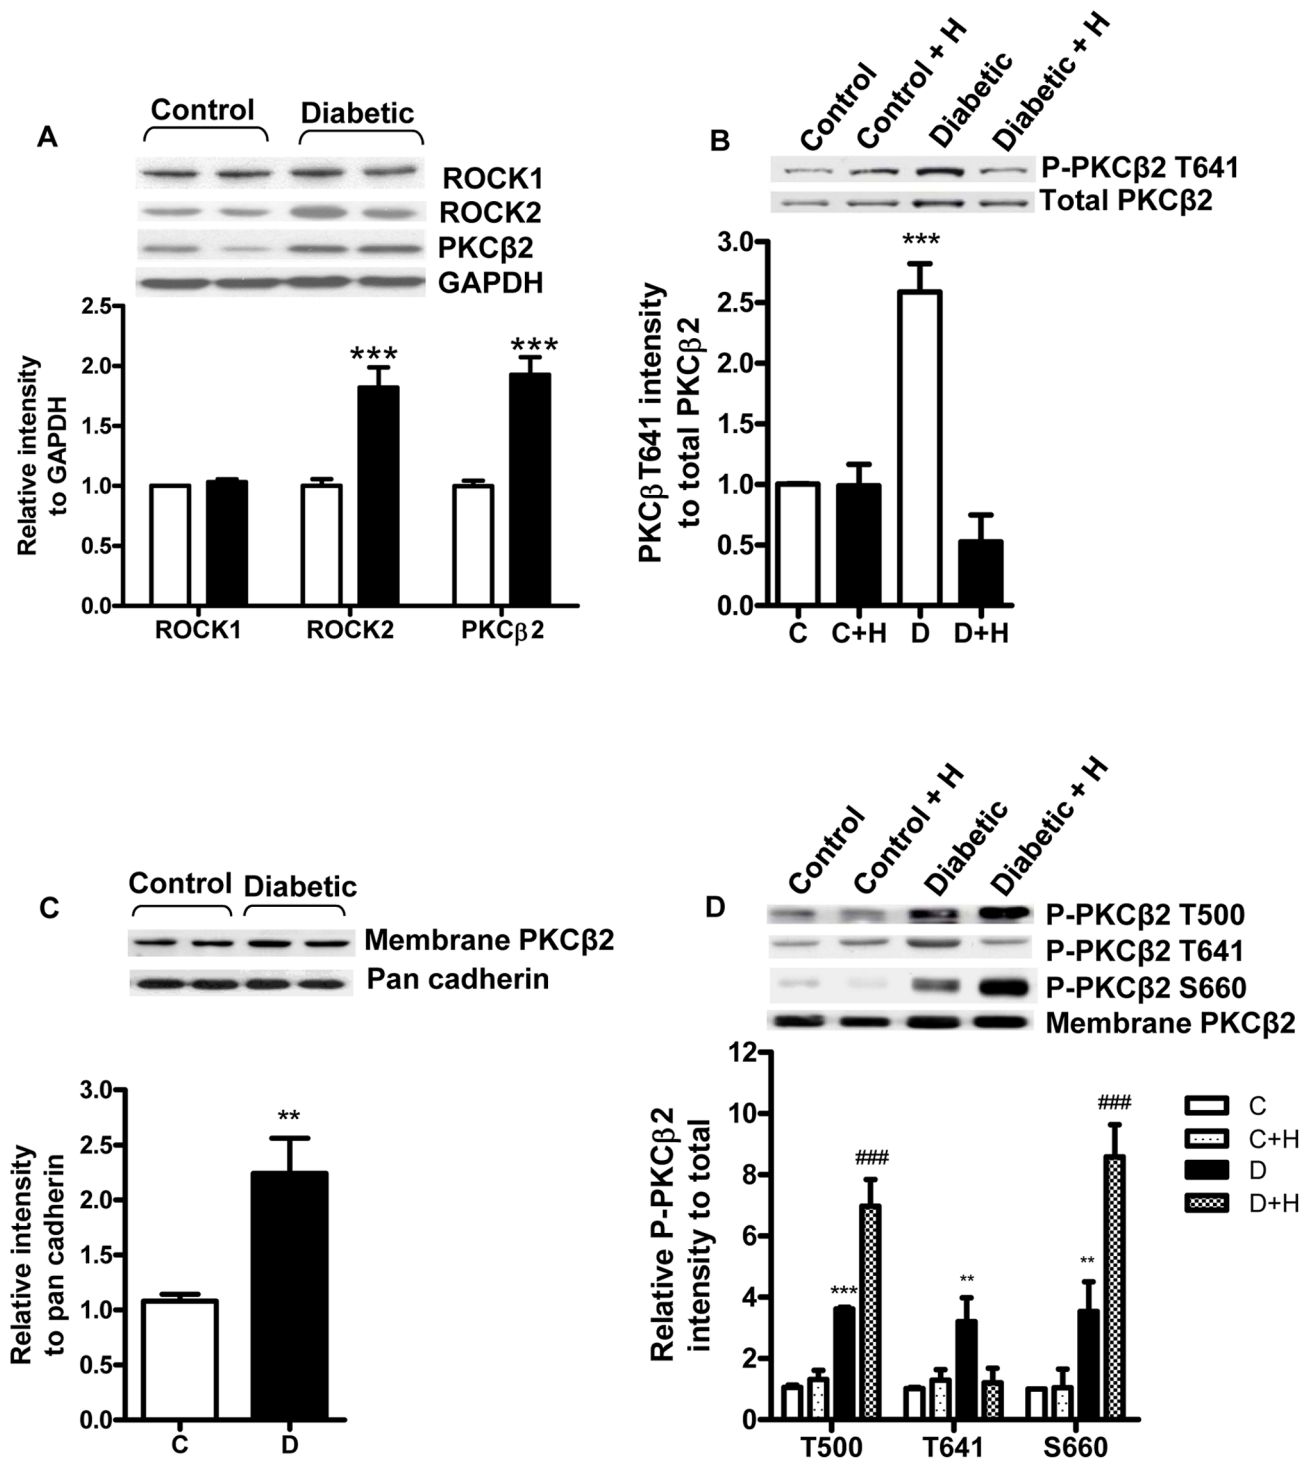 A
Control Diabetic
ROCK1
ROCK2
PKCβ2
GAPDH
Relative intensity
to GAPDH
2.5
2.0
1.5
1.0
0.5
0.0
*** ***
ROCK1 ROCK2 PKCβ2
B
Control Control + H Diabetic Diabetic + H
P-PKCβ2 T641
Total PKCβ2
PKCβ T641 intensity
to total PKCβ2
3.0
2.5
2.0
1.5
1.0
0.5
0.0
***
C C+H D D+H
C
Control Diabetic
Membrane PKCβ2
Pan cadherin
Relative intensity
to pan cadherin
3.0
2.5
2.0
1.5
1.0
0.5
0.0
**
C D
D
Control Control + H Diabetic Diabetic + H
P-PKCβ2 T500
P-PKCβ2 T641
P-PKCβ2 S660
Membrane PKCβ2
Relative P-PKCβ2
intensity to total
12
10
8
6
4
2
0
*** ### ** ** ###
T500 T641 S660
C
C+H
D
D+H